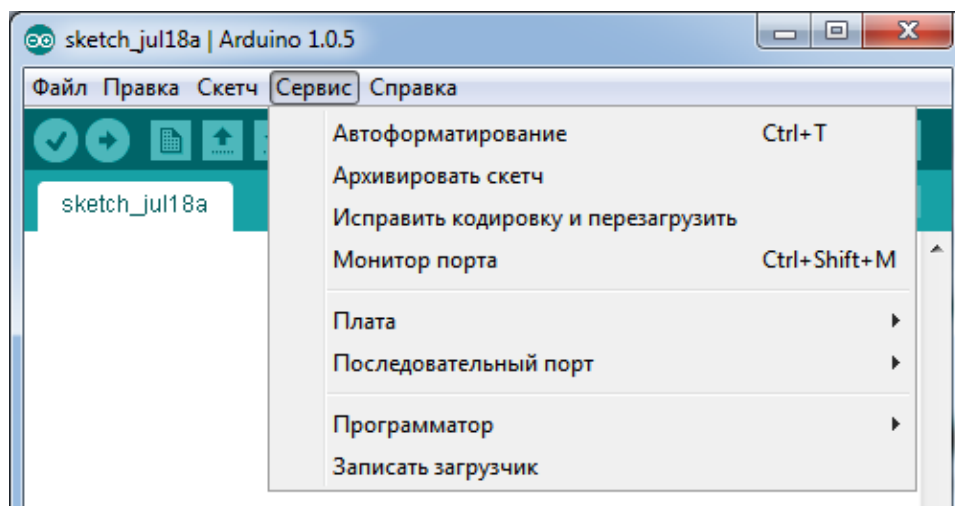 sketch_jul18a | Arduino 1.0.5
Файл Правка Скетч Сервис Справка
sketch_jul18a
Автоформатирование Ctrl+T
Архивировать скетч
Исправить кодировку и перезагрузить
Монитор порта Ctrl+Shift+M
Плата
Последовательный порт
Программатор
Записать загрузчик